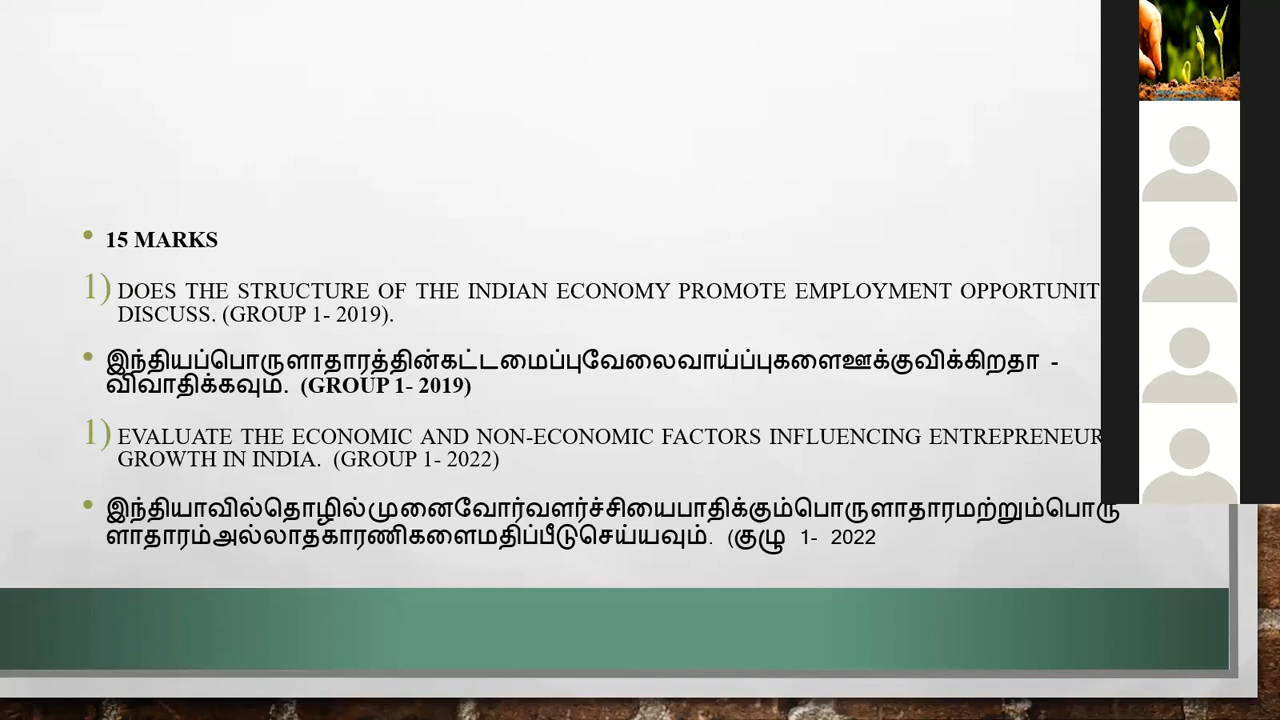 15 MARKS
1) DOES THE STRUCTURE OF THE INDIAN ECONOMY PROMOTE EMPLOYMENT
DISCUSS. (GROUP 1- 2019).
இந்தியப்பொருளாதாரத்தின்கட்டமைப்புவேலைவாய்ப்புகளைஊக்குவிக்கிறதா -
விவாதிக்கவும். (GROUP 1- 2019)
1) EVALUATE THE ECONOMIC AND NON-ECONOMIC FACTORS INFLUENCING
GROWTH IN INDIA. (GROUP 1- 2022)
இந்தியாவில்தொழில்முனைவோர்வளர்ச்சியைபாதிக்கும்பொருளாதாரமற்றும்பொரு
ளாதாரம்அல்லாதகாரணிகளைமதிப்பீடுசெய்யவும். (குழு 1- 2022